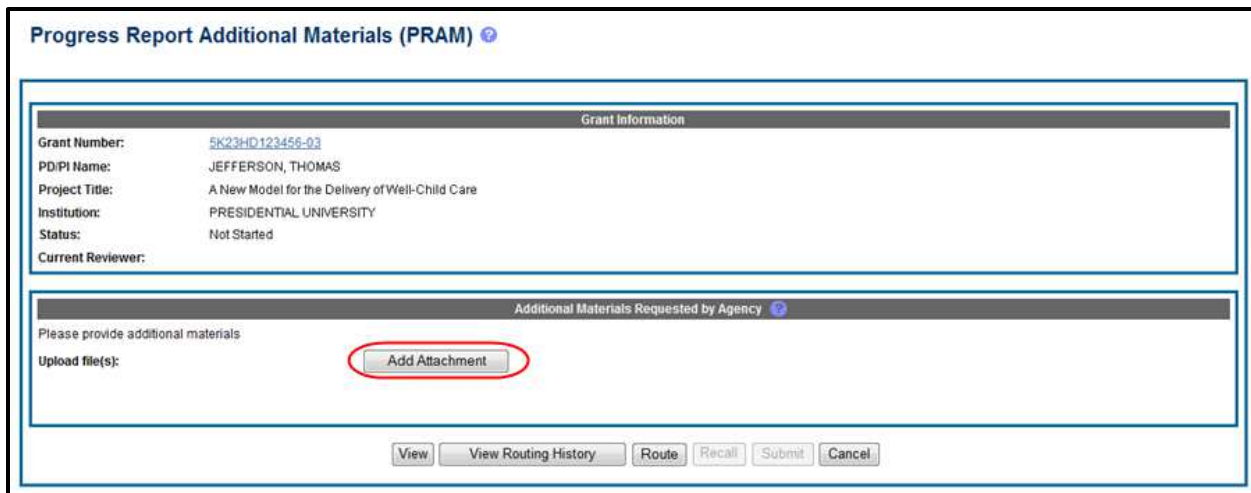 Progress Report Additional Materials (PRAM) ?
Grant Information
Grant Number: 5K23HD123456-03
PD/PI Name: JEFFERSON, THOMAS
Project Title: A New Model for the Delivery of Well-Child Care
Institution: PRESIDENTIAL UNIVERSITY
Status: Not Started
Current Reviewer:
Additional Materials Requested by Agency ?
Please provide additional materials
Upload file(s): Add Attachment
View View Routing History Route Recall Submit Cancel